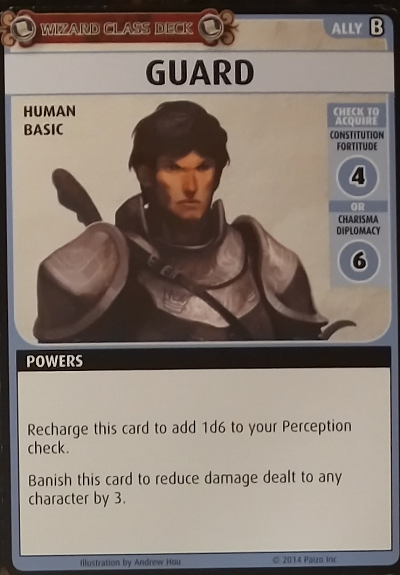 WIZARD CLASS DECK
ALLY B
GUARD
HUMAN
BASIC
CHECK TO
ACQUIRE
CONSTITUTION
FORTITUDE
4
OR
CHARISMA
DIPLOMACY
6
POWERS
Recharge this card to add 1d6 to your Perception
check.
Banish this card to reduce damage dealt to any
character by 3.
Illustration by Andrew Hou
© 2014 Paizo Inc.